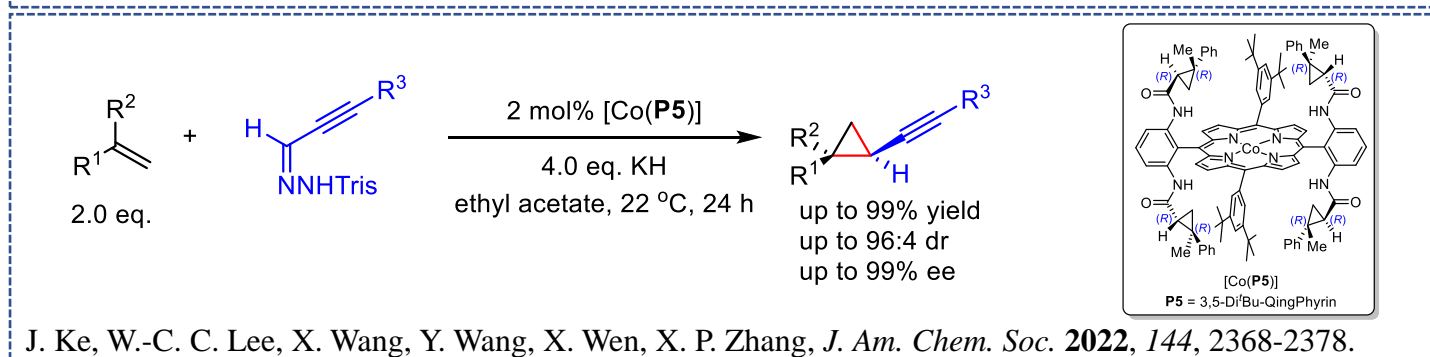 R²
R¹
2.0 eq.
+
H
R³
NNHTris
2 mol% [Co(P5)]
4.0 eq. KH
ethyl acetate, 22 °C, 24 h
R²
R¹
R³
H
up to 99% yield
up to 96:4 dr
up to 99% ee
Me Ph
H
(R) (R)
O
NH
Ph Me
H
(R) (R)
O
HN
N N
Co
N N
NH
O
(R) (R)
H
Me Ph
NH
O
(R) (R)
H
Ph Me
[Co(P5)]
P5 = 3,5-DiᵗBu-QingPhyrin
J. Ke, W.-C. C. Lee, X. Wang, Y. Wang, X. Wen, X. P. Zhang, J. Am. Chem. Soc. 2022, 144, 2368-2378.